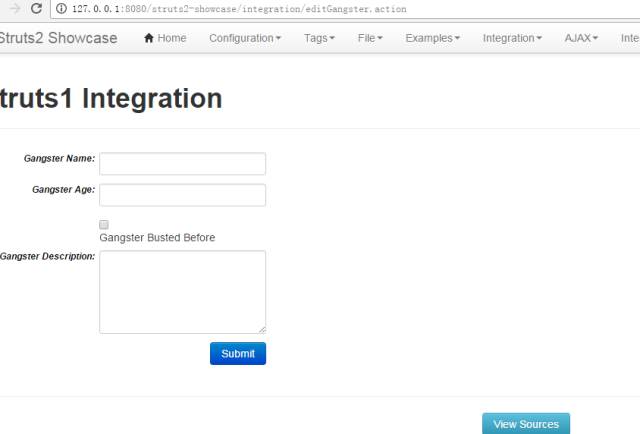 127.0.0.1:8080/struts2-showcase/integration/editGangster.action
Struts2 Showcase Home Configuration Tags File Examples Integration AJAX Inte
truts1 Integration
Gangster Name:
Gangster Age:
Gangster Busted Before
Gangster Description:
Submit
View Sources